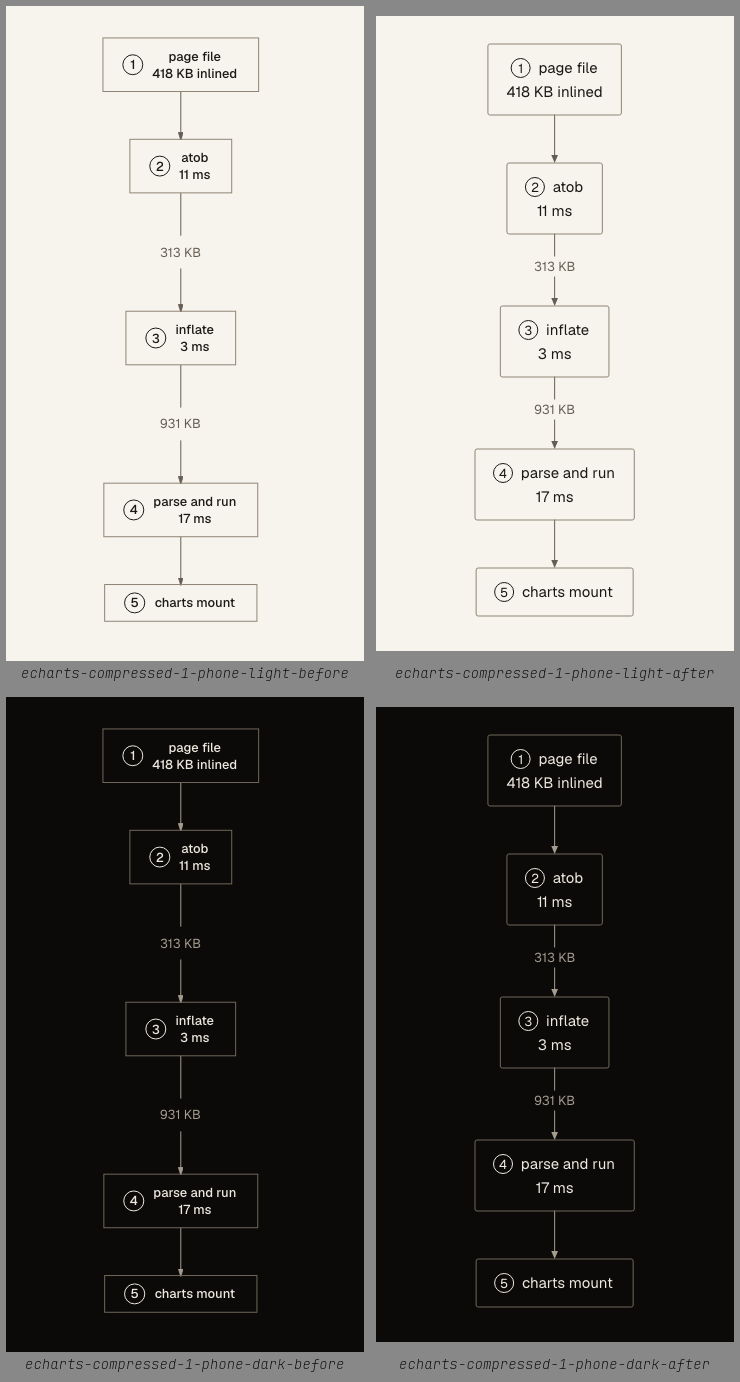 1 page file
418 KB inlined
2 atob
11 ms
313 KB
3 inflate
3 ms
931 KB
4 parse and run
17 ms
5 charts mount
echarts-compressed-1-phone-light-before
1 page file
418 KB inlined
2 atob
11 ms
313 KB
3 inflate
3 ms
931 KB
4 parse and run
17 ms
5 charts mount
echarts-compressed-1-phone-light-after
1 page file
418 KB inlined
2 atob
11 ms
313 KB
3 inflate
3 ms
931 KB
4 parse and run
17 ms
5 charts mount
echarts-compressed-1-phone-dark-before
1 page file
418 KB inlined
2 atob
11 ms
313 KB
3 inflate
3 ms
931 KB
4 parse and run
17 ms
5 charts mount
echarts-compressed-1-phone-dark-after